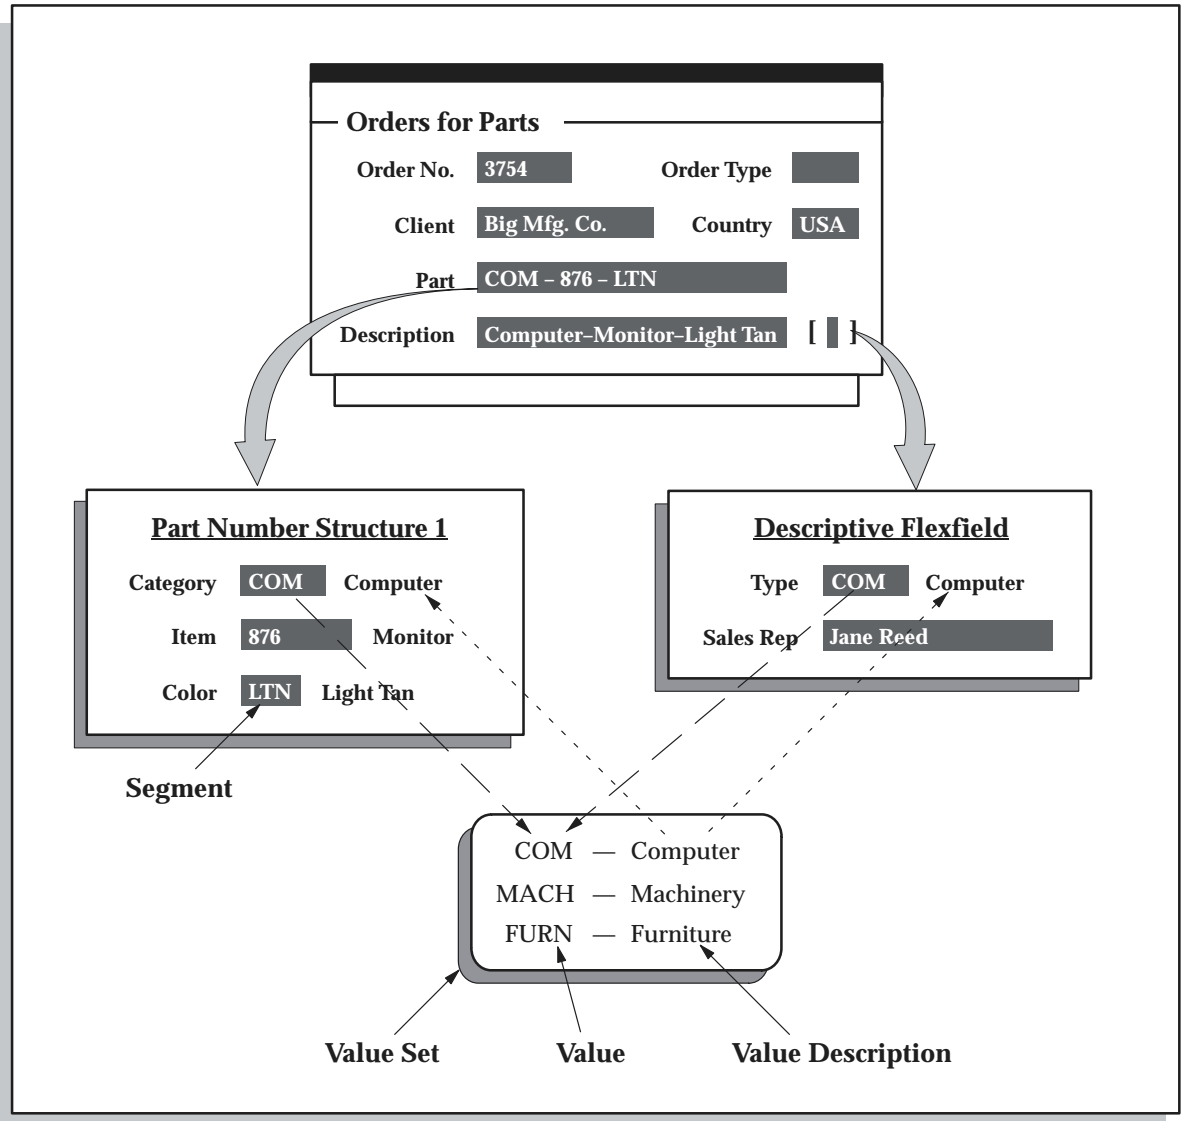 Orders for Parts
Order No. 3754 Order Type
Client Big Mfg. Co. Country USA
Part COM – 876 – LTN
Description Computer–Monitor–Light Tan [ ]
Part Number Structure 1
Category COM Computer
Item 876 Monitor
Color LTN Light Tan
Segment
Descriptive Flexfield
Type COM Computer
Sales Rep Jane Reed
COM — Computer
MACH — Machinery
FURN — Furniture
Value Set Value Value Description